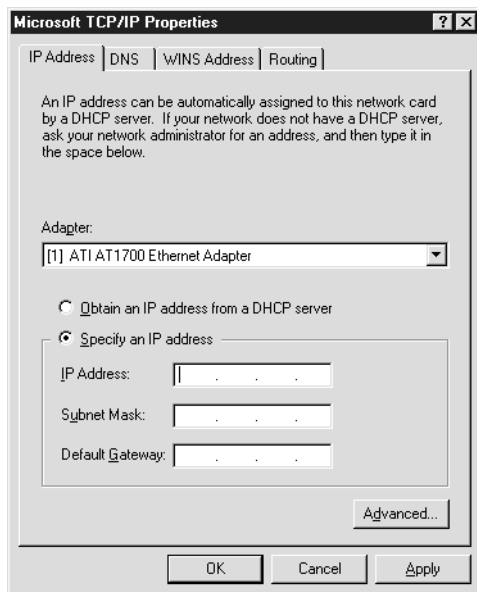 Microsoft TCP/IP Properties
IP Address DNS WINS Address Routing
An IP address can be automatically assigned to this network card
by a DHCP server. If your network does not have a DHCP server,
ask your network administrator for an address, and then type it in
the space below.
Adapter:
[1] ATI AT1700 Ethernet Adapter
Obtain an IP address from a DHCP server
Specify an IP address
IP Address: . . .
Subnet Mask: . . .
Default Gateway: . . .
Advanced...
OK Cancel Apply